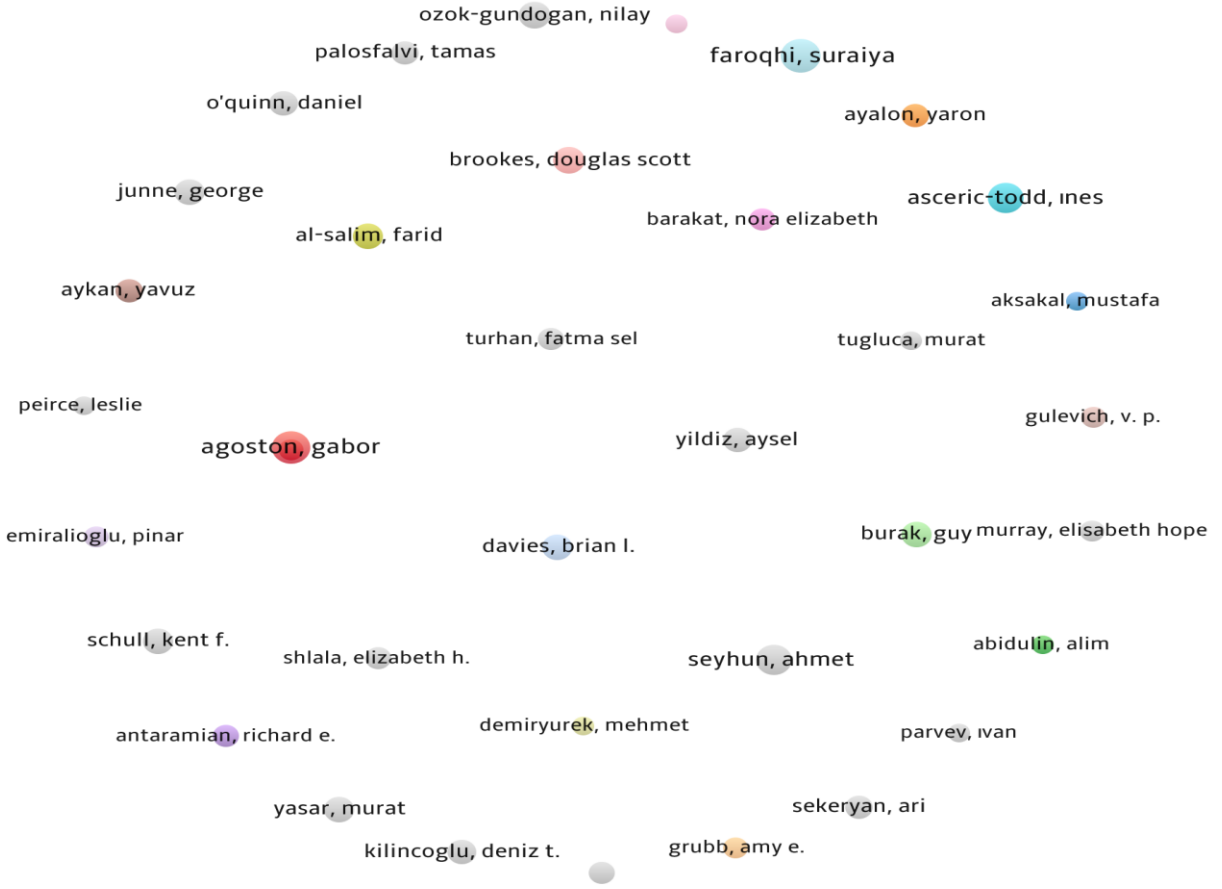 ozok-gundogan, nilay
palosfalvi, tamas
faroqhi, suraiya
o'quinn, daniel
ayalon, yaron
brookes, douglas scott
junne, george
asceric-todd, ınes
barakat, nora elizabeth
al-salim, farid
aykan, yavuz
aksakal, mustafa
turhan, fatma sel
tugluca, murat
peirce, leslie
gulevich, v. p.
agoston, gabor
yildiz, aysel
emiralioglu, pinar
davies, brian l.
burak, guy
murray, elisabeth hope
schull, kent f.
shlala, elizabeth h.
seyhun, ahmet
abidulin, alim
antaramian, richard e.
demiryurek, mehmet
parvev, ıvan
yasar, murat
sekeryan, ari
kilincoglu, deniz t.
grubb, amy e.